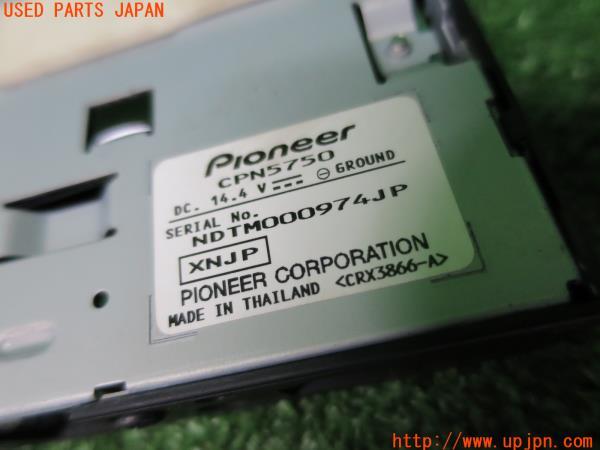 USED PARTS JAPAN
Pioneer
CPN5750
DC. 14.4 V ⎓ ⊖ GROUND
SERIAL No.
NDTM000974JP
XNJP
PIONEER CORPORATION
MADE IN THAILAND <CRX3866-A>
http://www.upjpn.com